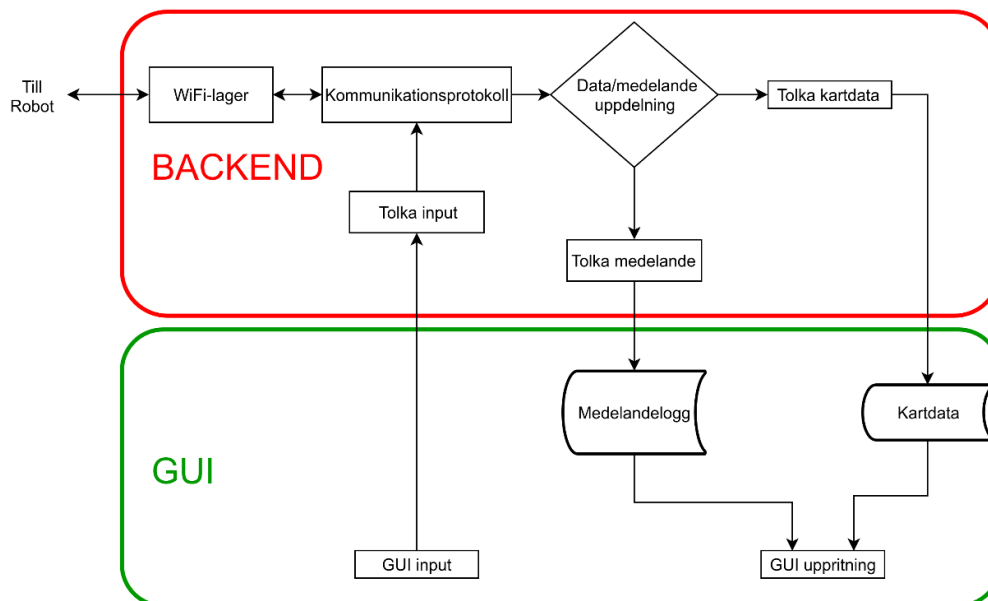 Till
Robot
WiFi-lager
Kommunikationsprotokoll
Data/medelande
uppdelning
Tolka kartdata
BACKEND
Tolka input
Tolka medelande
Medelandelogg
Kartdata
GUI
GUI input
GUI uppritning